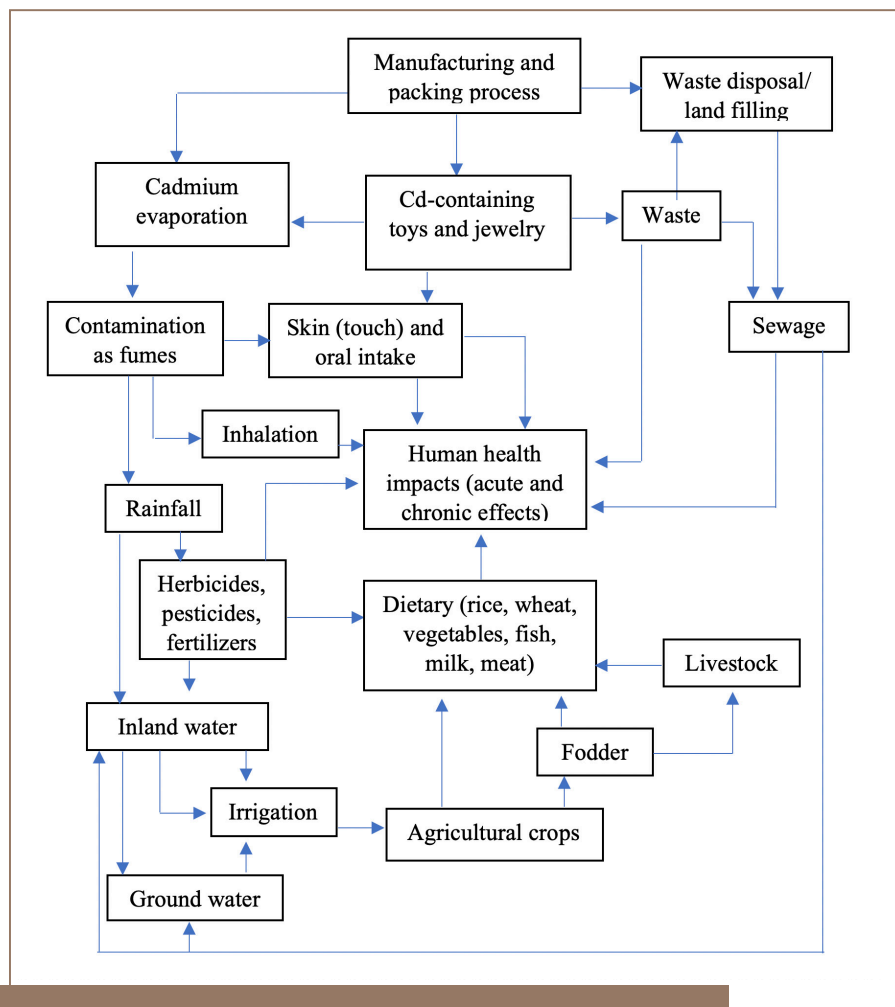 Manufacturing and
packing process
Waste disposal/
land filling
Cadmium
evaporation
Cd-containing
toys and jewelry
Waste
Contamination
as fumes
Skin (touch) and
oral intake
Sewage
Inhalation
Human health
impacts (acute and
chronic effects)
Rainfall
Herbicides,
pesticides,
fertilizers
Dietary (rice, wheat,
vegetables, fish,
milk, meat)
Livestock
Inland water
Fodder
Irrigation
Agricultural crops
Ground water